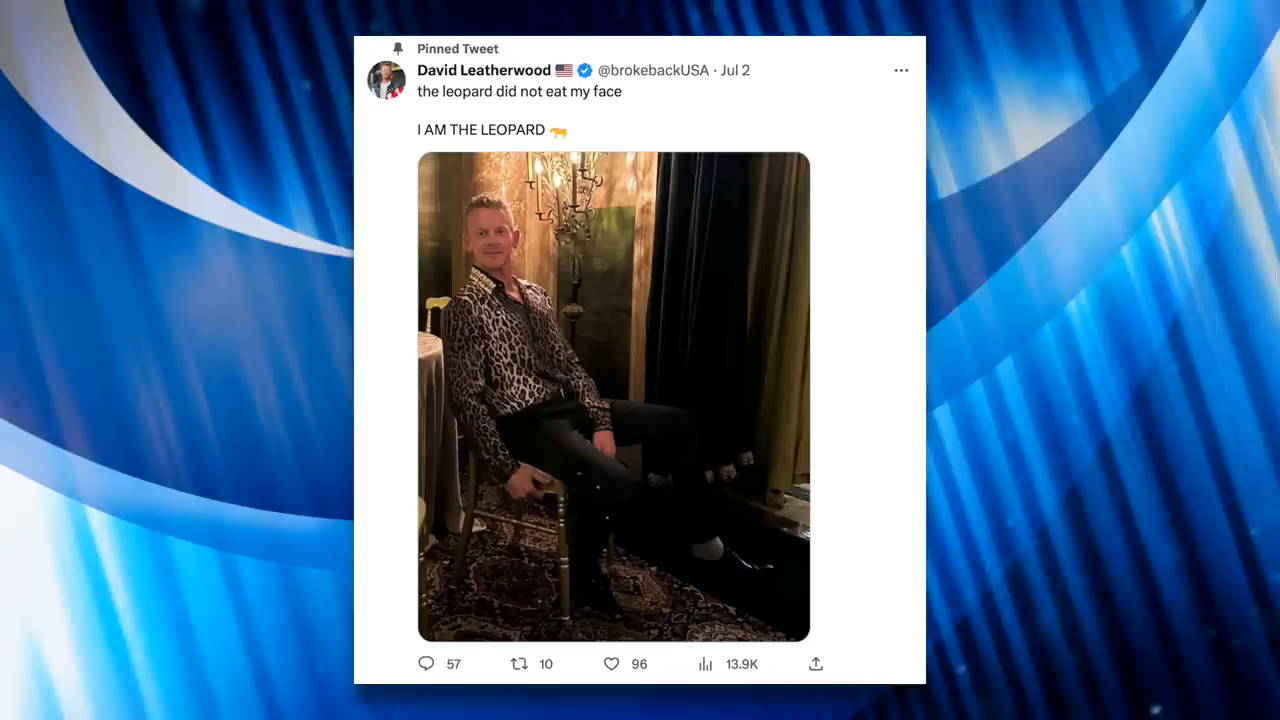 Pinned Tweet
David Leatherwood 🇺🇸 @brokebackUSA · Jul 2
the leopard did not eat my face
I AM THE LEOPARD 🐆
57 10 96 13.9K